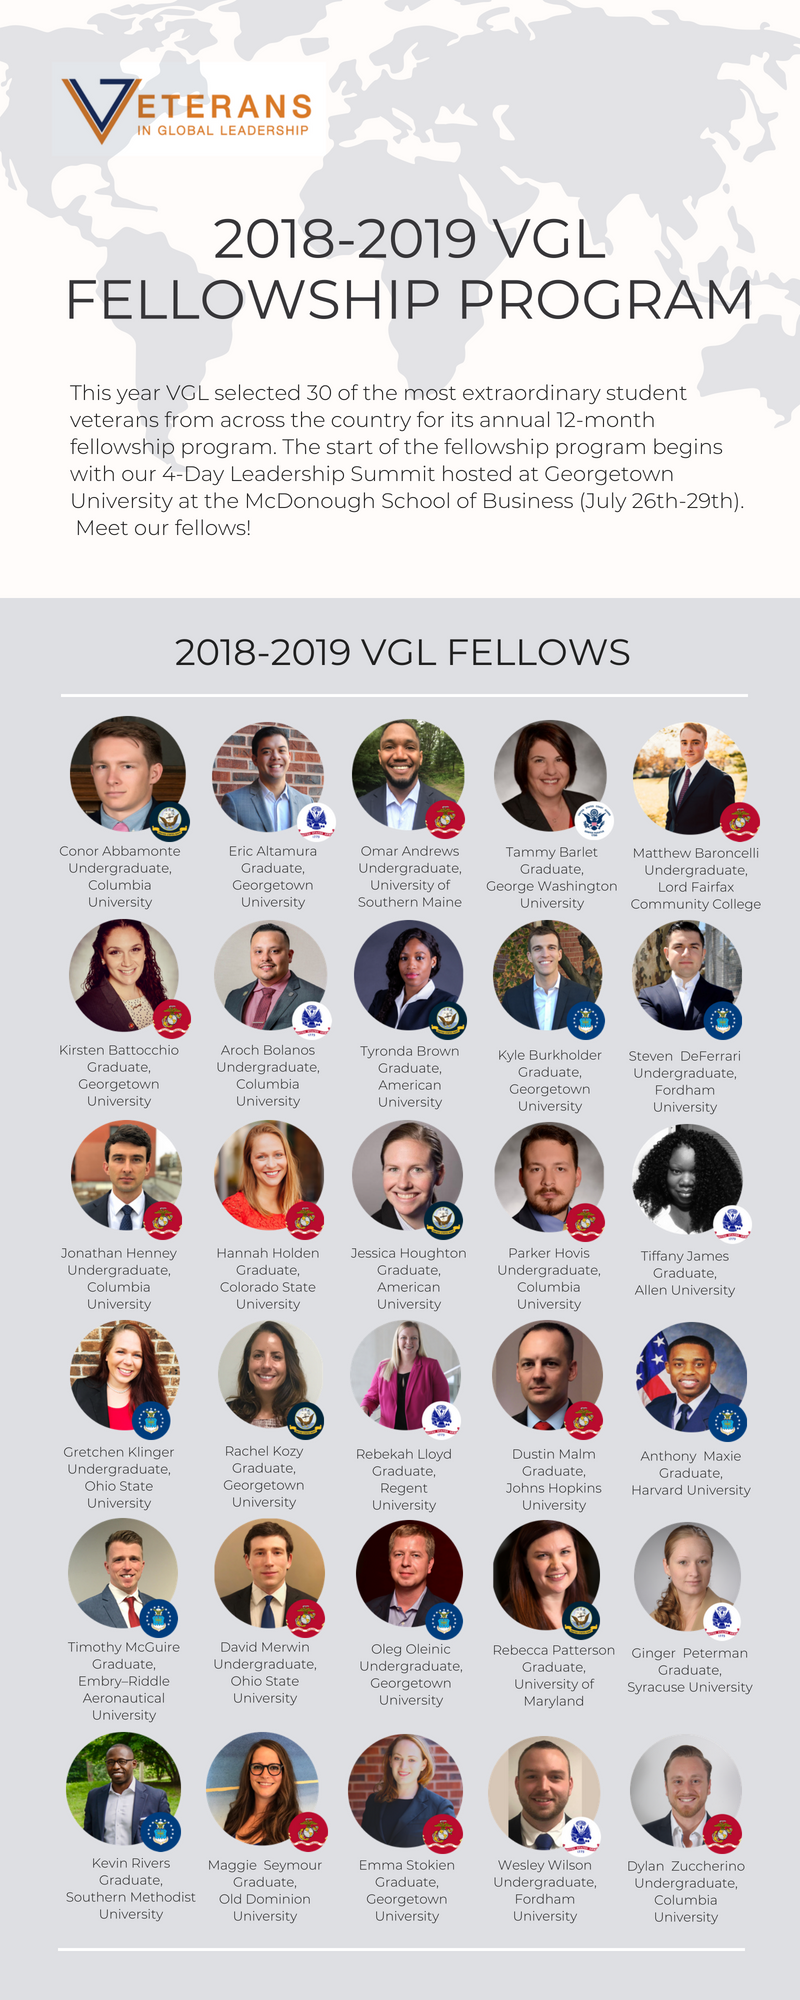 VETERANS
IN GLOBAL LEADERSHIP
2018-2019 VGL
FELLOWSHIP PROGRAM
This year VGL selected 30 of the most extraordinary student
veterans from across the country for its annual 12-month
fellowship program. The start of the fellowship program begins
with our 4-Day Leadership Summit hosted at Georgetown
University at the McDonough School of Business (July 26th-29th).
Meet our fellows!
2018-2019 VGL FELLOWS
Conor Abbamonte
Undergraduate,
Columbia
University
Eric Altamura
Graduate,
Georgetown
University
Omar Andrews
Undergraduate,
University of
Southern Maine
Tammy Barlet
Graduate,
George Washington
University
Matthew Baroncelli
Undergraduate,
Lord Fairfax
Community College
Kirsten Battocchio
Graduate,
Georgetown
University
Aroch Bolanos
Undergraduate,
Columbia
University
Tyronda Brown
Graduate,
American
University
Kyle Burkholder
Graduate,
Georgetown
University
Steven DeFerrari
Undergraduate,
Fordham
University
Jonathan Henney
Undergraduate,
Columbia
University
Hannah Holden
Graduate,
Colorado State
University
Jessica Houghton
Graduate,
American
University
Parker Hovis
Undergraduate,
Columbia
University
Tiffany James
Graduate,
Allen University
Gretchen Klinger
Undergraduate,
Ohio State
University
Rachel Kozy
Graduate,
Georgetown
University
Rebekah Lloyd
Graduate,
Regent
University
Dustin Malm
Graduate,
Johns Hopkins
University
Anthony Maxie
Graduate,
Harvard University
Timothy McGuire
Graduate,
Embry–Riddle
Aeronautical
University
David Merwin
Undergraduate,
Ohio State
University
Oleg Oleinic
Undergraduate,
Georgetown
University
Rebecca Patterson
Graduate,
University of
Maryland
Ginger Peterman
Graduate,
Syracuse University
Kevin Rivers
Graduate,
Southern Methodist
University
Maggie Seymour
Graduate,
Old Dominion
University
Emma Stokien
Graduate,
Georgetown
University
Wesley Wilson
Undergraduate,
Fordham
University
Dylan Zuccherino
Undergraduate,
Columbia
University